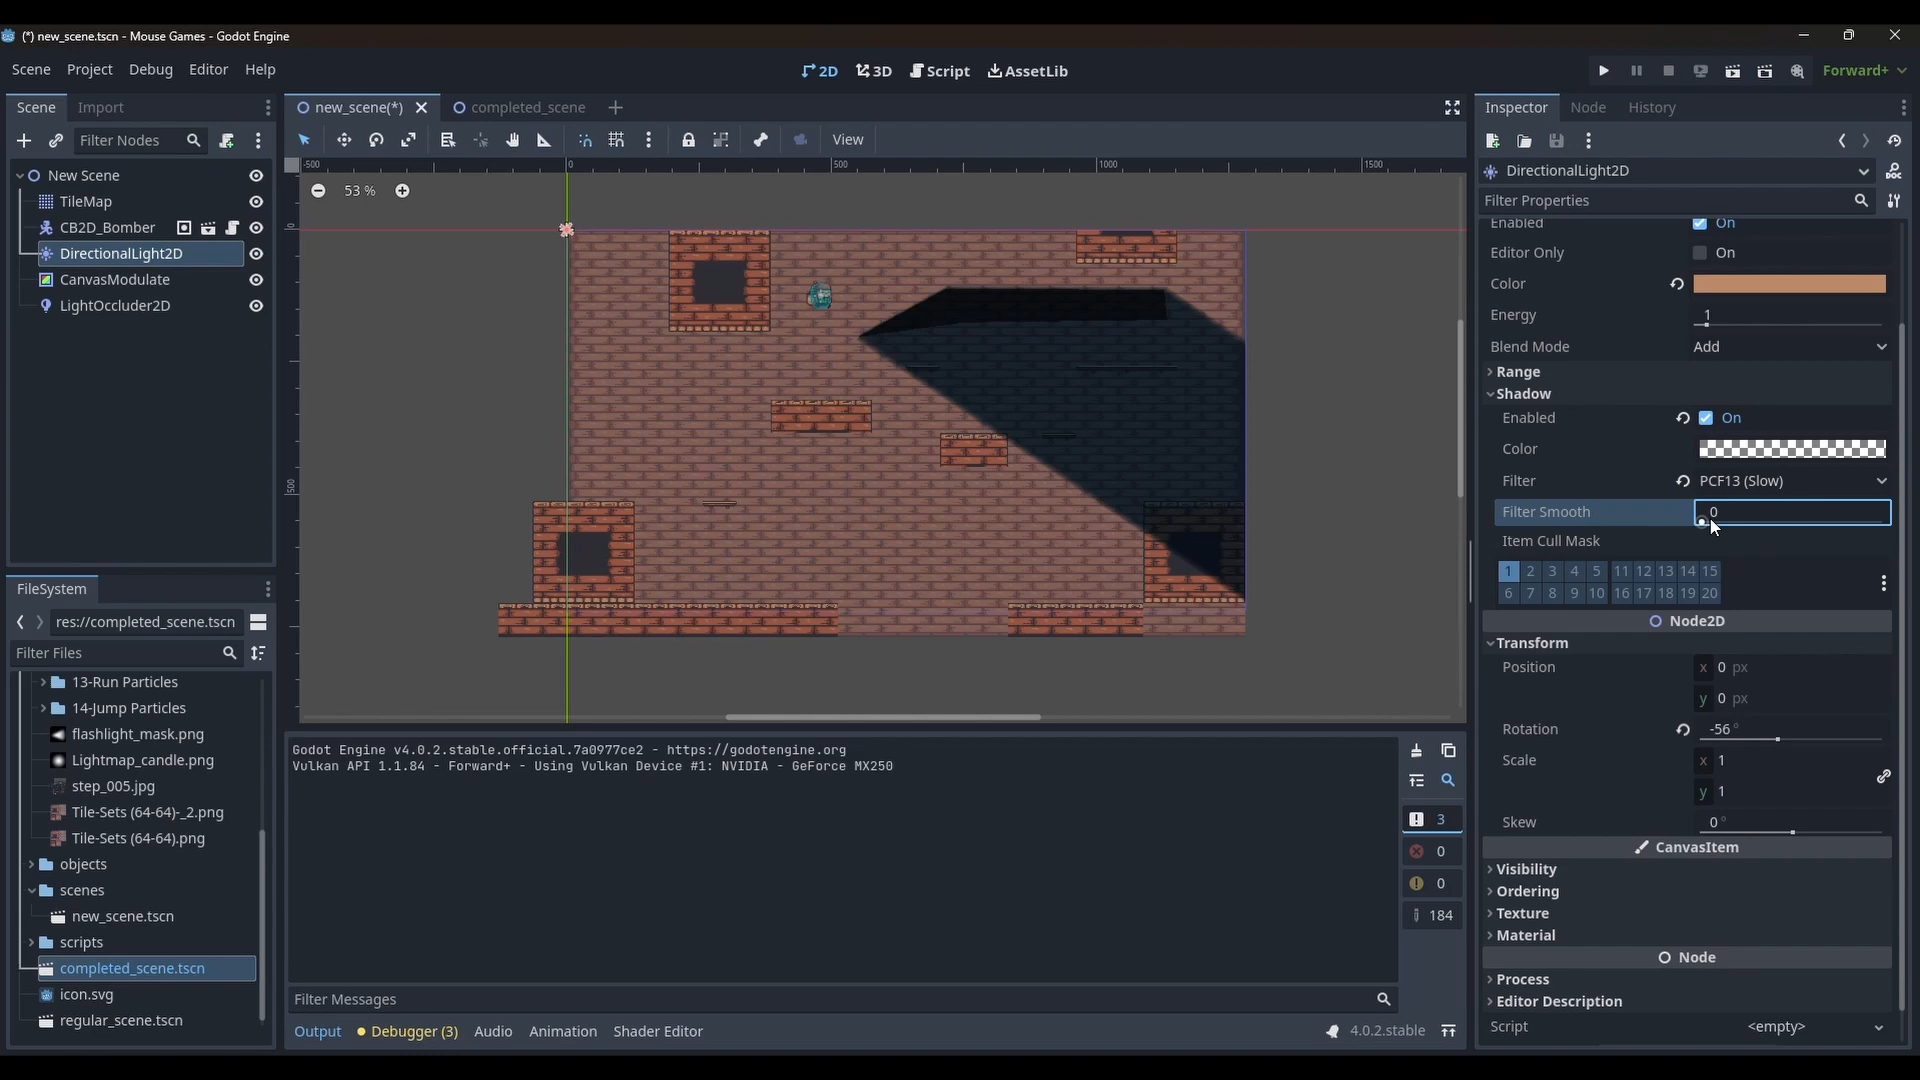 (*) new_scene.tscn - Mouse Games - Godot Engine
Scene Project Debug Editor Help
2D 3D Script AssetLib
Forward+
Scene Import
new_scene(*) completed_scene
Inspector Node History
Filter Nodes
View
New Scene
TileMap
CB2D_Bomber
DirectionalLight2D
CanvasModulate
LightOccluder2D
-500 0 500 1000 1500
53 %
0
500
DirectionalLight2D
Filter Properties
Enabled On
Editor Only On
Color
Energy 1
Blend Mode Add
Range
Shadow
Enabled On
Color
Filter PCF13 (Slow)
Filter Smooth 0
Item Cull Mask
1 2 3 4 5 11 12 13 14 15
6 7 8 9 10 16 17 18 19 20
Node2D
Transform
Position x 0 px
y 0 px
Rotation -56 °
Scale x 1
y 1
Skew 0 °
CanvasItem
Visibility
Ordering
Texture
Material
Node
Process
Editor Description
Script <empty>
FileSystem
res://completed_scene.tscn
Filter Files
13-Run Particles
14-Jump Particles
flashlight_mask.png
Lightmap_candle.png
step_005.jpg
Tile-Sets (64-64)-_2.png
Tile-Sets (64-64).png
objects
scenes
new_scene.tscn
scripts
completed_scene.tscn
icon.svg
regular_scene.tscn
Godot Engine v4.0.2.stable.official.7a0977ce2 - https://godotengine.org
Vulkan API 1.1.84 - Forward+ - Using Vulkan Device #1: NVIDIA - GeForce MX250
3
0
0
184
Filter Messages
Output Debugger (3) Audio Animation Shader Editor
4.0.2.stable